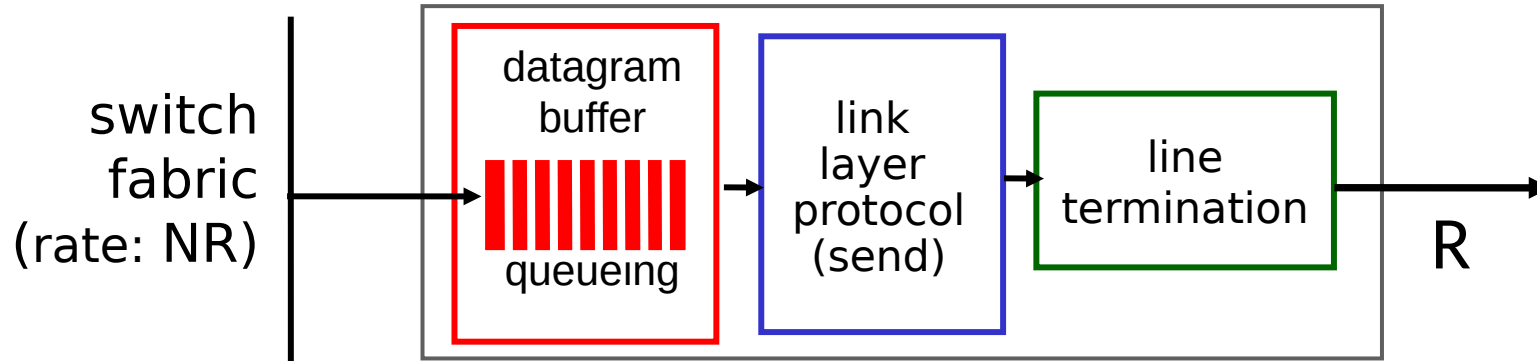 switch
fabric
(rate: NR)
datagram
buffer
queueing
link
layer
protocol
(send)
line
termination
R